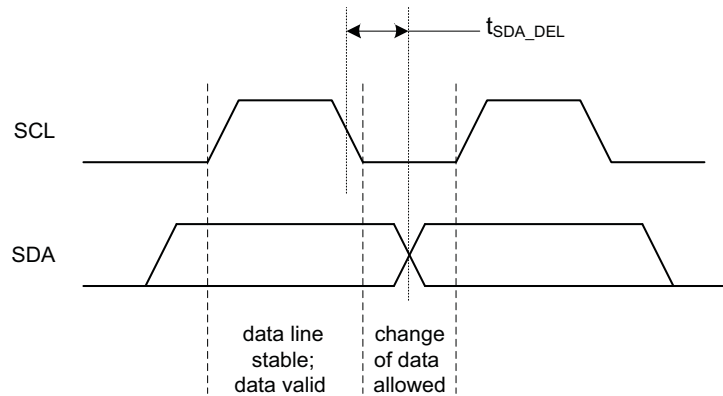 tSDA_DEL
SCL
SDA
data line
stable;
data valid
change
of data
allowed